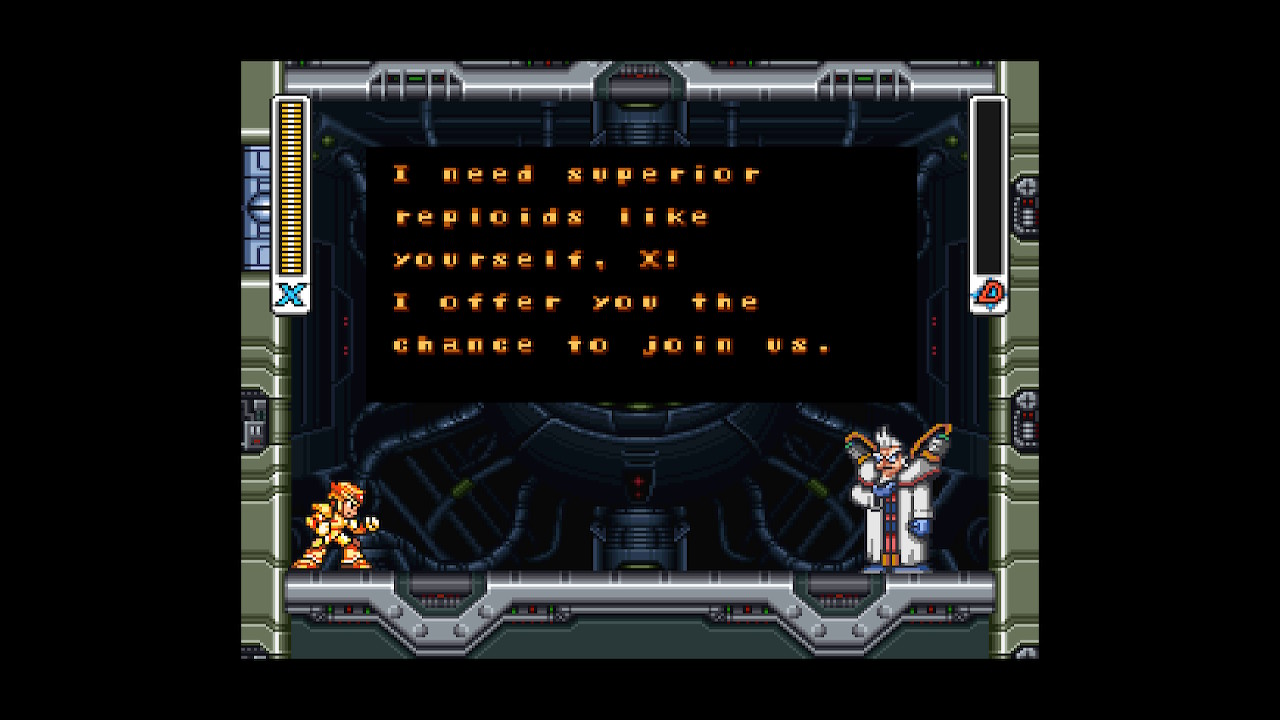 I need superior
reploids like
yourself, X!
I offer you the
chance to join us.
X
D